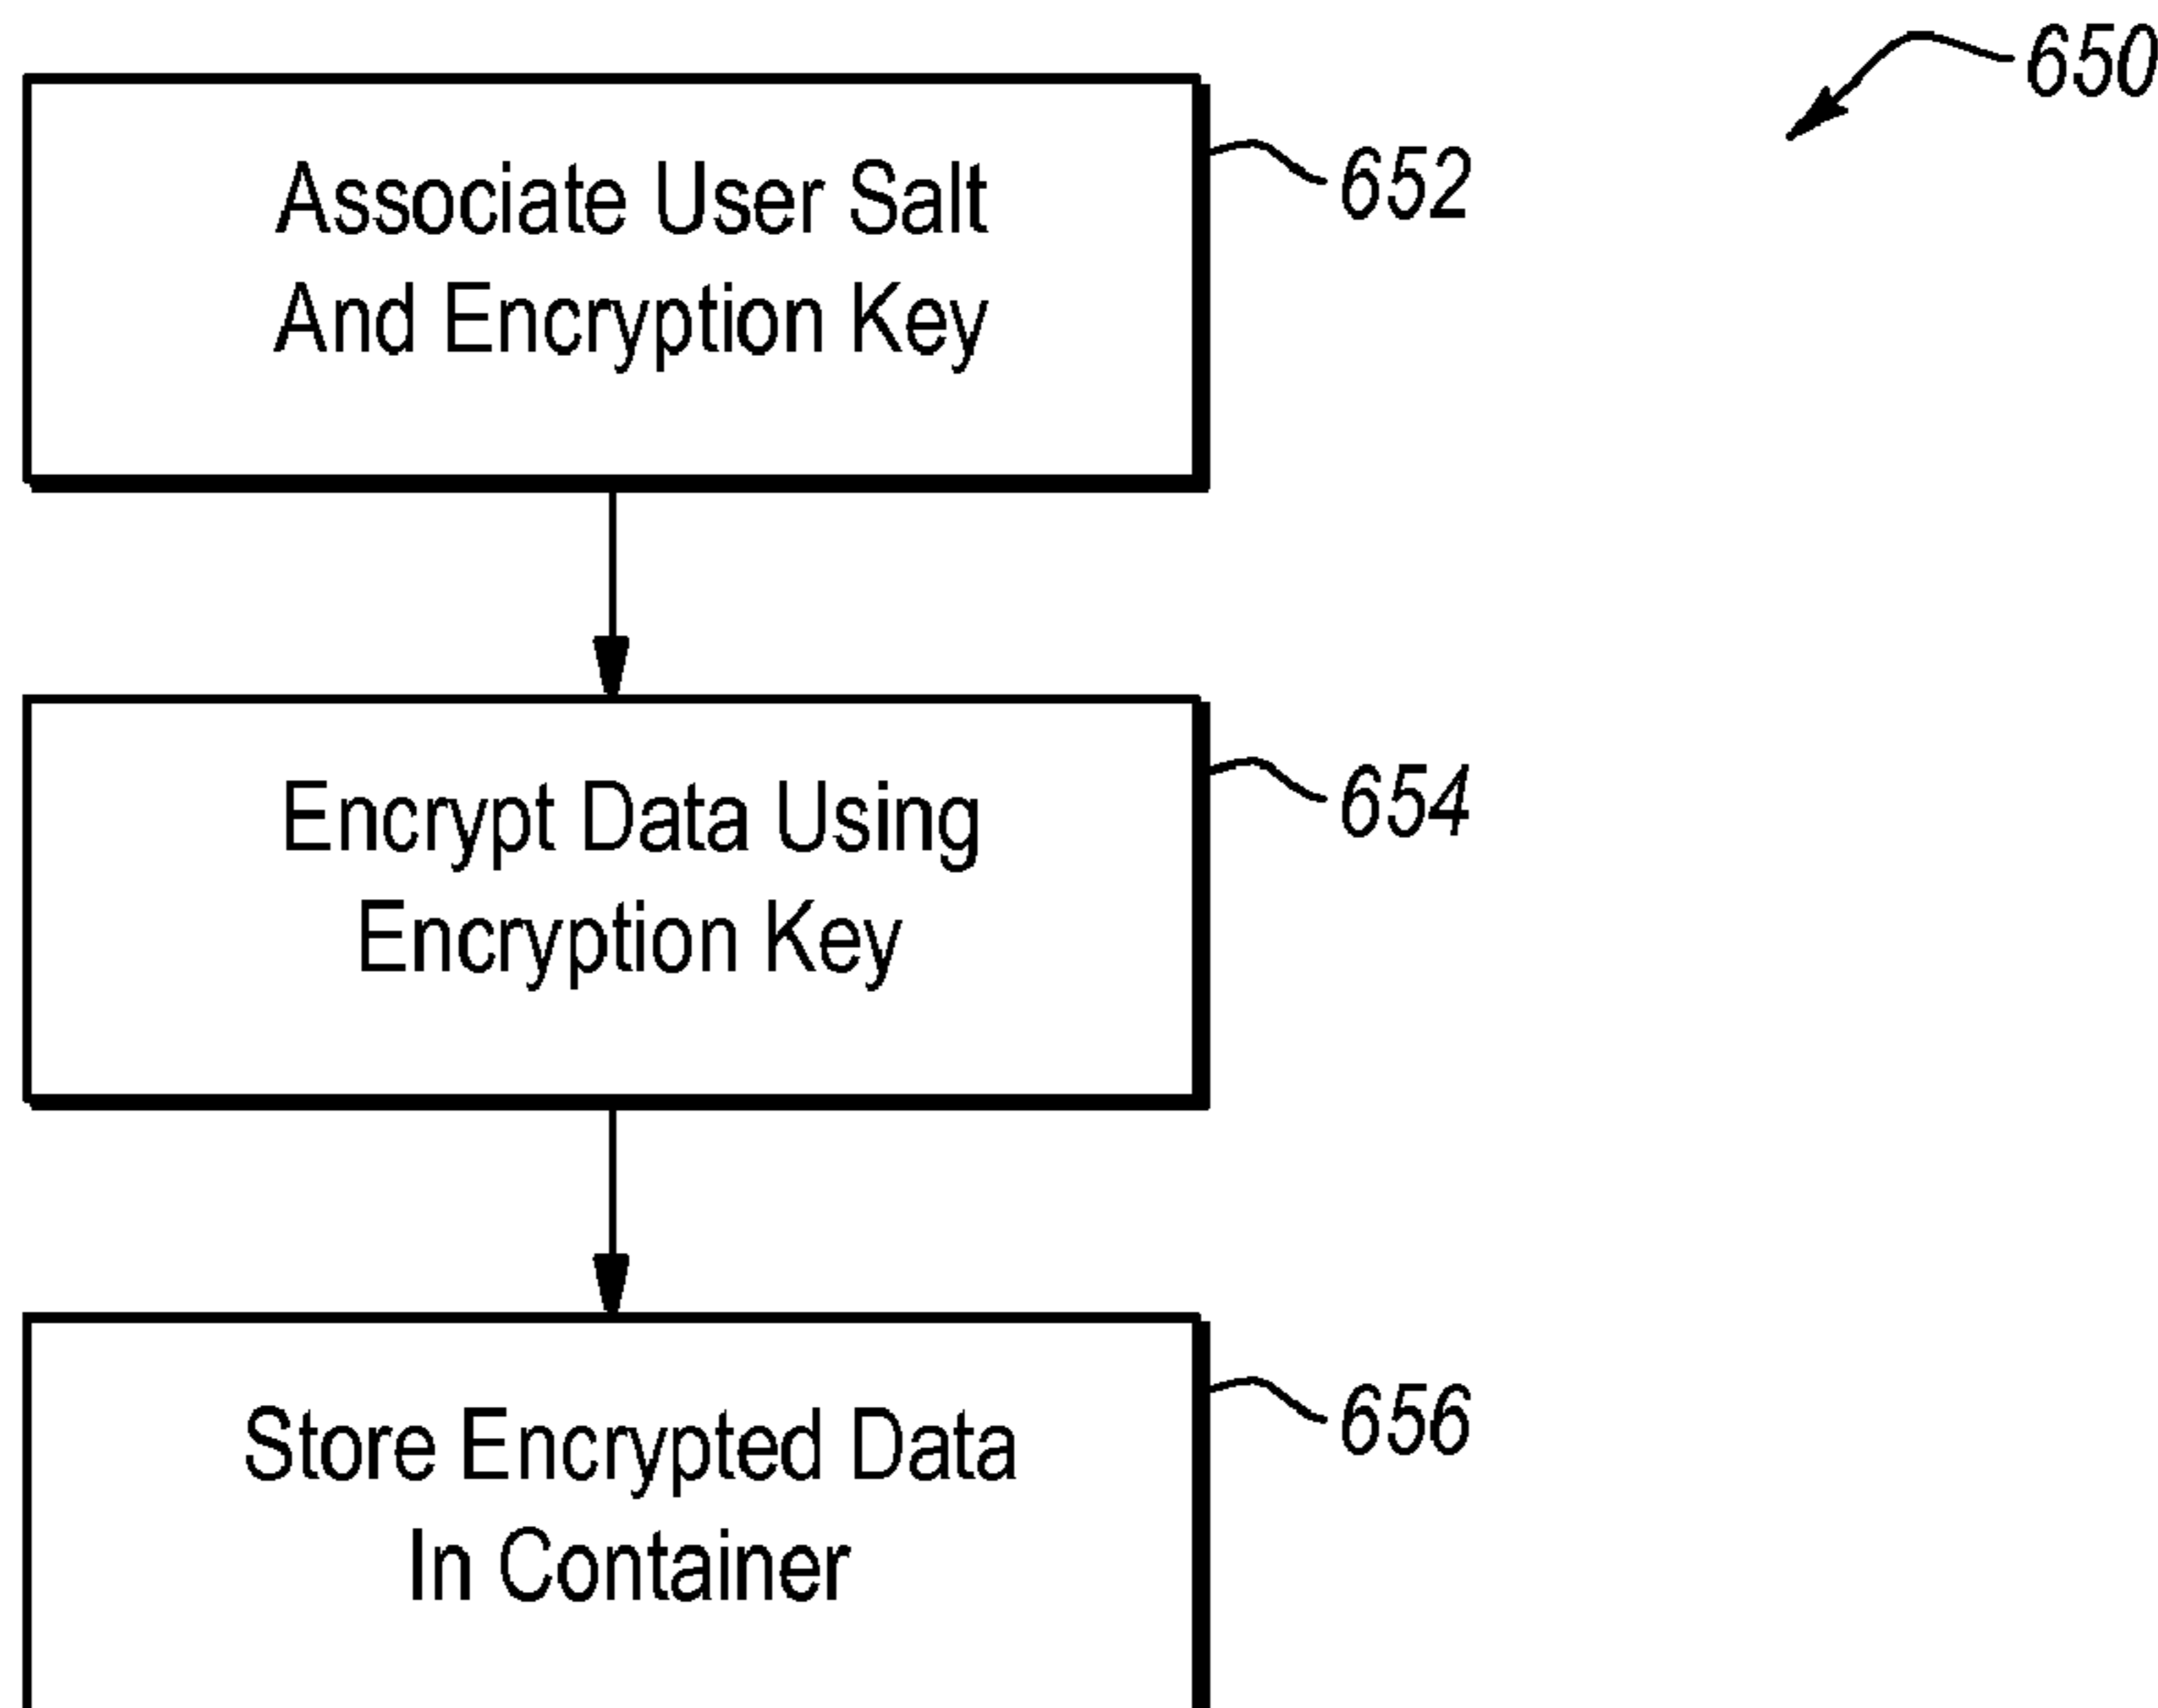 650
Associate User Salt
And Encryption Key
652
Encrypt Data Using
Encryption Key
654
Store Encrypted Data
In Container
656